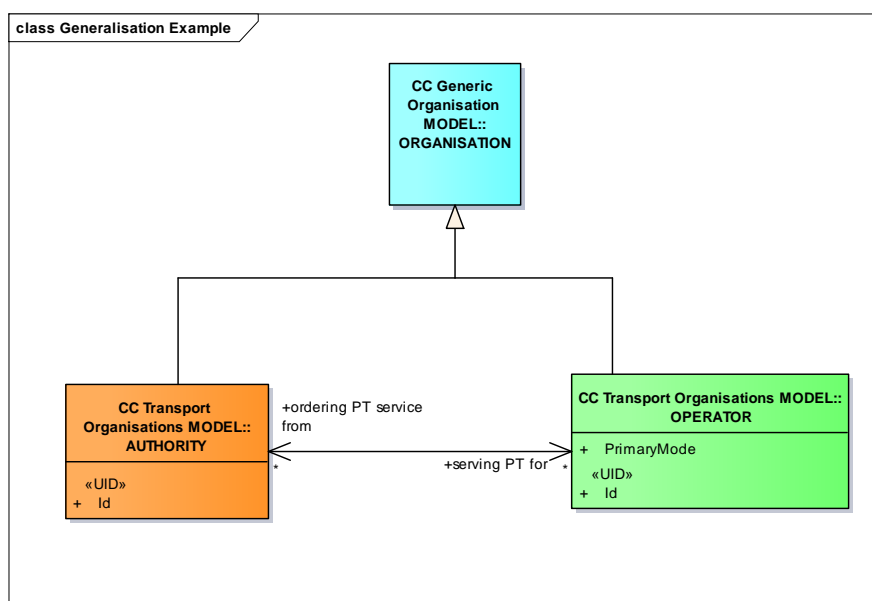 class Generalisation Example
CC Generic
Organisation
MODEL::
ORGANISATION
CC Transport
Organisations MODEL::
AUTHORITY
«UID»
+ Id
+ordering PT service
from
*
+serving PT for
*
CC Transport Organisations MODEL::
OPERATOR
+ PrimaryMode
«UID»
+ Id